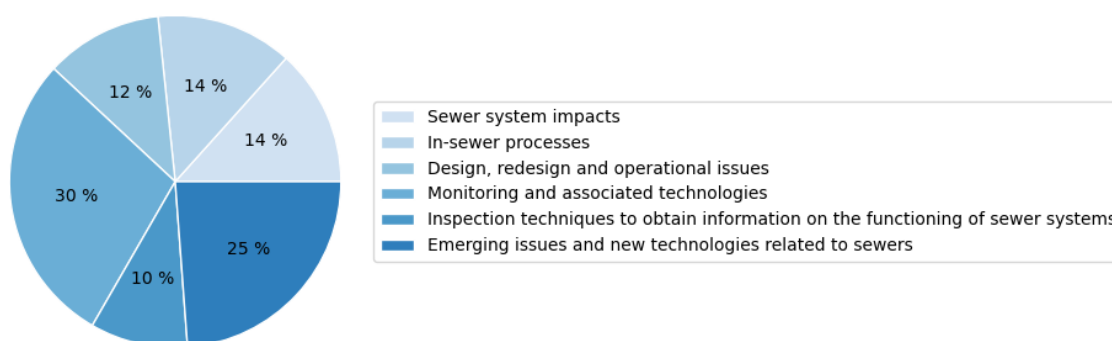 14 %
12 %
14 %
30 %
25 %
10 %
Sewer system impacts
In-sewer processes
Design, redesign and operational issues
Monitoring and associated technologies
Inspection techniques to obtain information on the functioning of sewer systems
Emerging issues and new technologies related to sewers